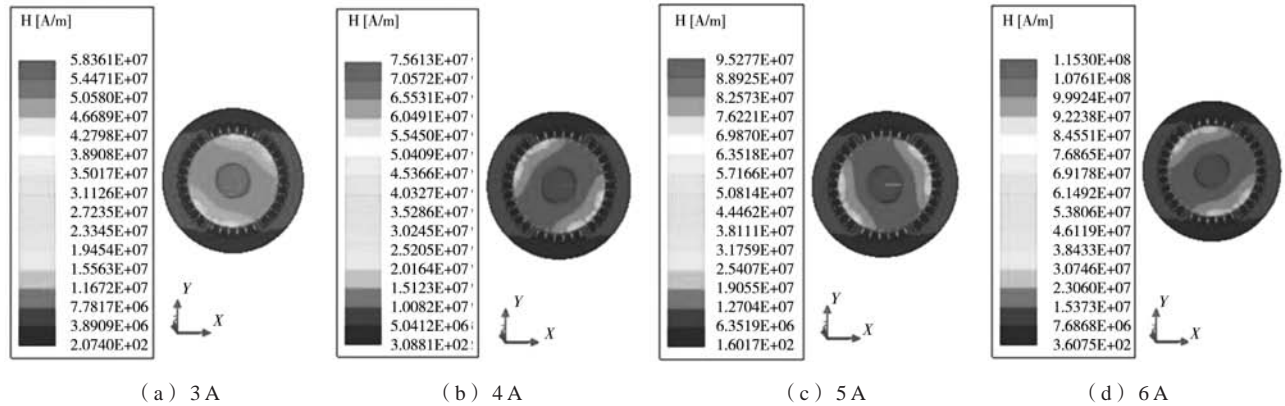 H [A/m]
5.8361E+07
5.4471E+07
5.0580E+07
4.6689E+07
4.2798E+07
3.8908E+07
3.5017E+07
3.1126E+07
2.7235E+07
2.3345E+07
1.9454E+07
1.5563E+07
1.1672E+07
7.7817E+06
3.8909E+06
2.0740E+02
Y
X
（a）3A
H [A/m]
7.5613E+07
7.0572E+07
6.5531E+07
6.0491E+07
5.5450E+07
5.0409E+07
4.5366E+07
4.0327E+07
3.5286E+07
3.0245E+07
2.5205E+07
2.0164E+07
1.5123E+07
1.0082E+07
5.0412E+06
3.0881E+02
Y
X
（b）4A
H [A/m]
9.5277E+07
8.8925E+07
8.2573E+07
7.6221E+07
6.9870E+07
6.3518E+07
5.7166E+07
5.0814E+07
4.4462E+07
3.8111E+07
3.1759E+07
2.5407E+07
1.9055E+07
1.2704E+07
6.3519E+06
1.6017E+02
Y
X
（c）5A
H [A/m]
1.1530E+08
1.0761E+08
9.9924E+07
9.2238E+07
8.4551E+07
7.6865E+07
6.9178E+07
6.1492E+07
5.3806E+07
4.6119E+07
3.8433E+07
3.0746E+07
2.3060E+07
1.5373E+07
7.6868E+06
3.6075E+02
Y
X
（d）6A